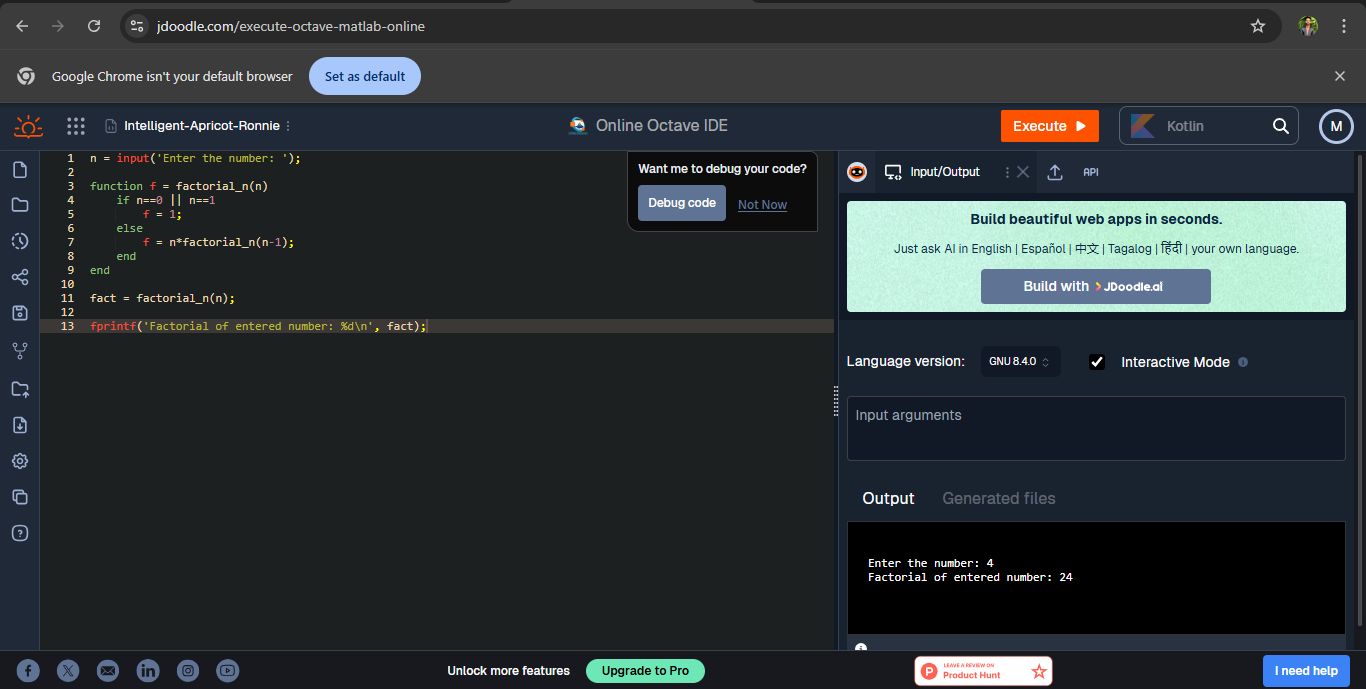 jdoodle.com/execute-octave-matlab-online
Google Chrome isn't your default browser
Set as default
Intelligent-Apricot-Ronnie
Online Octave IDE
Execute
Kotlin
M
1 n = input('Enter the number: ');
2
3 function f = factorial_n(n)
4 if n==0 || n==1
5 f = 1;
6 else
7 f = n*factorial_n(n-1);
8 end
9 end
10
11 fact = factorial_n(n);
12
13 fprintf('Factorial of entered number: %d\n', fact);
Want me to debug your code?
Debug code
Not Now
Input/Output
API
Build beautiful web apps in seconds.
Just ask AI in English | Español | 中文 | Tagalog | हिंदी | your own language.
Build with JDoodle.ai
Language version:
GNU 8.4.0
Interactive Mode
Input arguments
Output
Generated files
Enter the number: 4
Factorial of entered number: 24
Unlock more features
Upgrade to Pro
P
LEAVE A REVIEW ON
Product Hunt
I need help